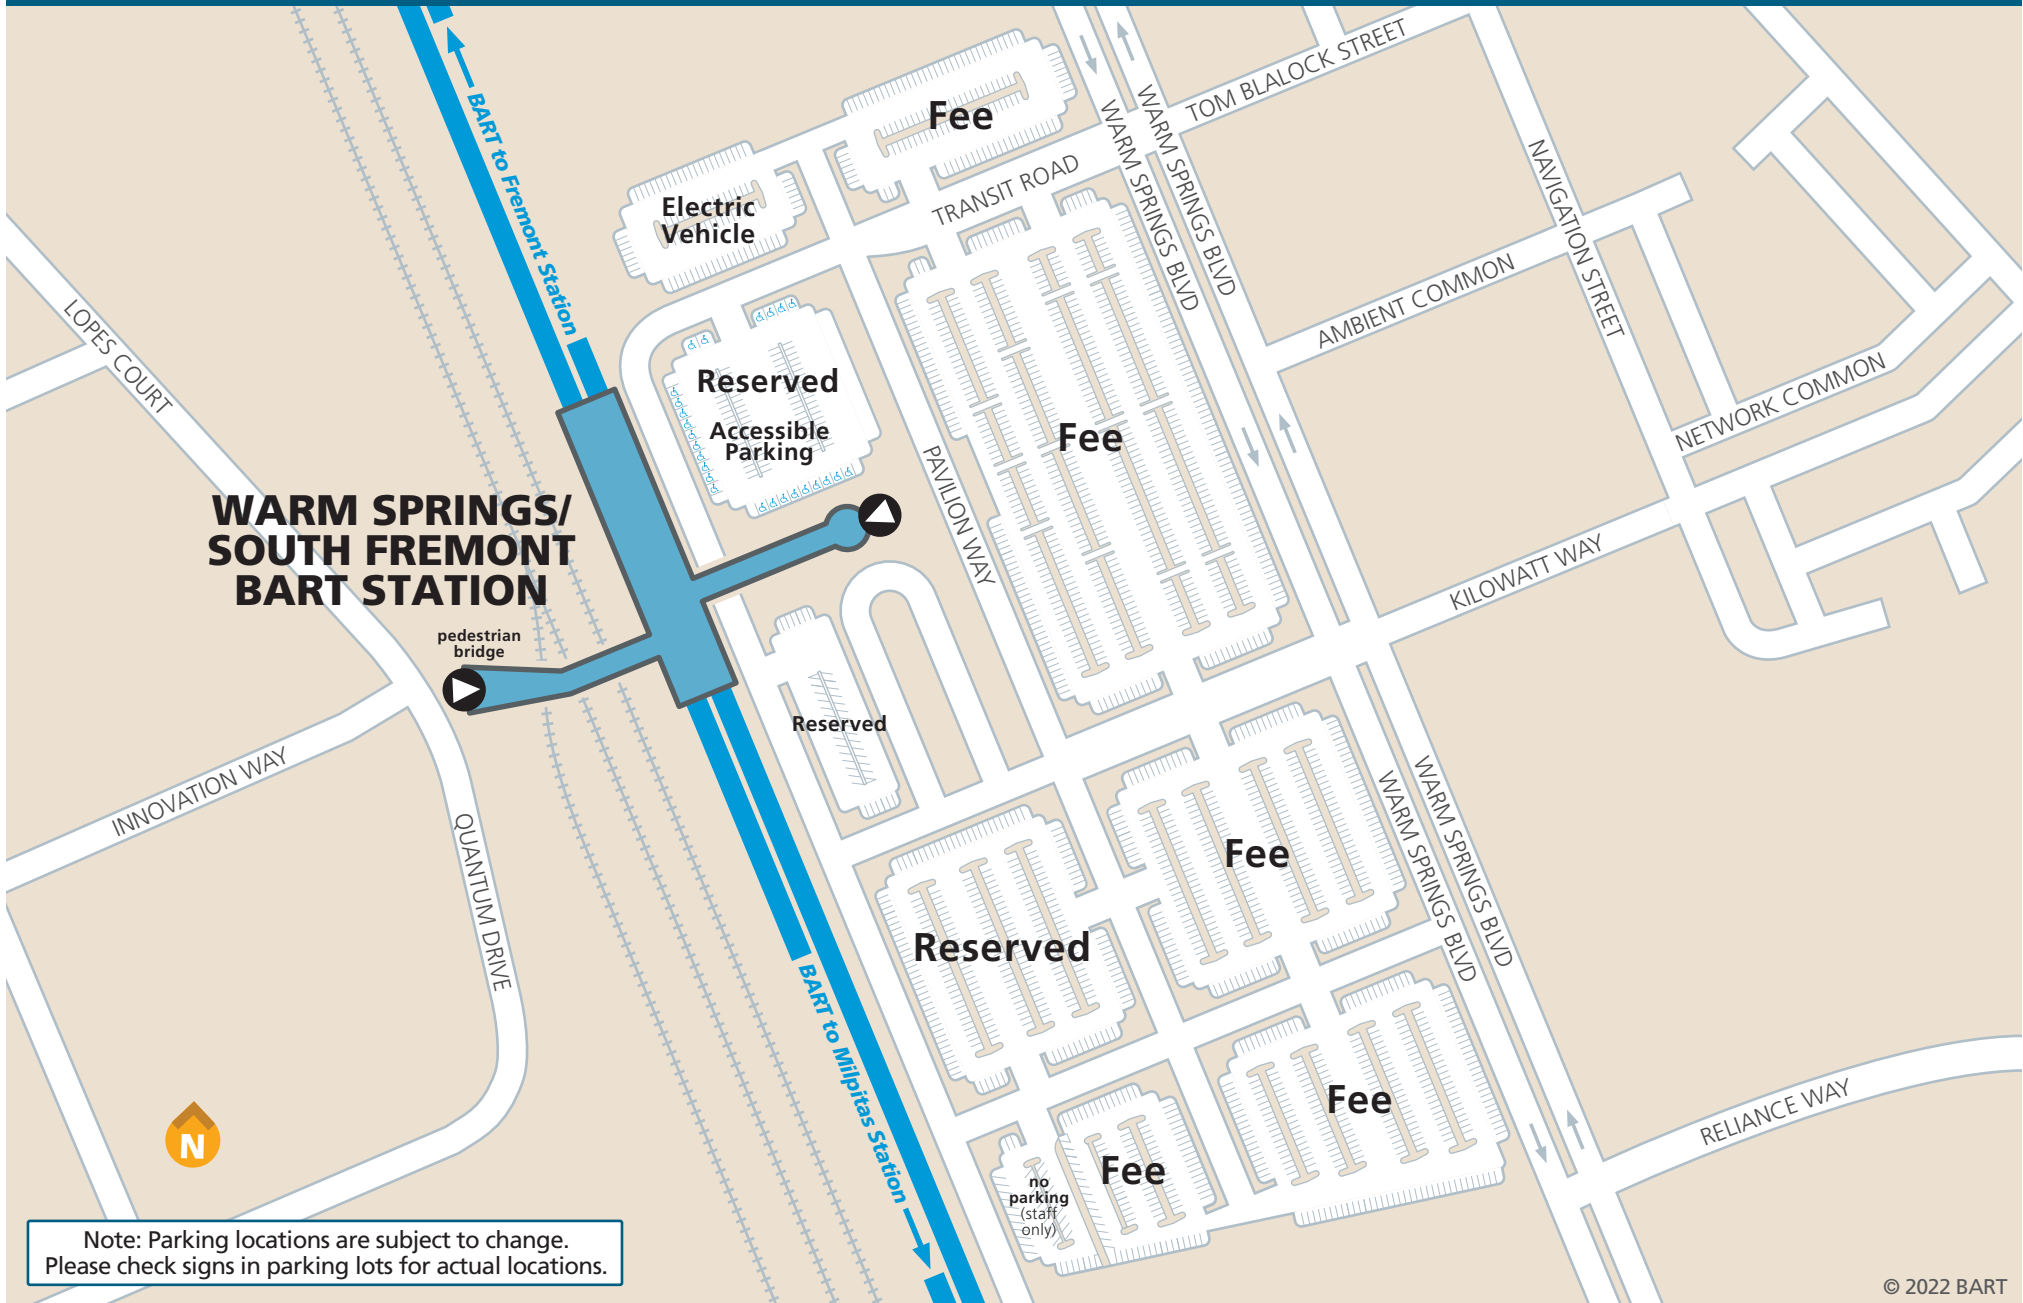 BART to Fremont Station
Fee
TOM BLALOCK STREET
WARM SPRINGS BLVD
WARM SPRINGS BLVD
TRANSIT ROAD
NAVIGATION STREET
Electric
Vehicle
AMBIENT COMMON
LOPES COURT
Reserved
Accessible
Parking
Fee
NETWORK COMMON
PAVILION WAY
WARM SPRINGS/
SOUTH FREMONT
BART STATION
KILOWATT WAY
pedestrian
bridge
Reserved
INNOVATION WAY
QUANTUM DRIVE
WARM SPRINGS BLVD
WARM SPRINGS BLVD
Fee
Reserved
BART to Milpitas Station
Fee
RELIANCE WAY
N
Fee
no
parking
(staff
only)
Note: Parking locations are subject to change.
Please check signs in parking lots for actual locations.
© 2022 BART